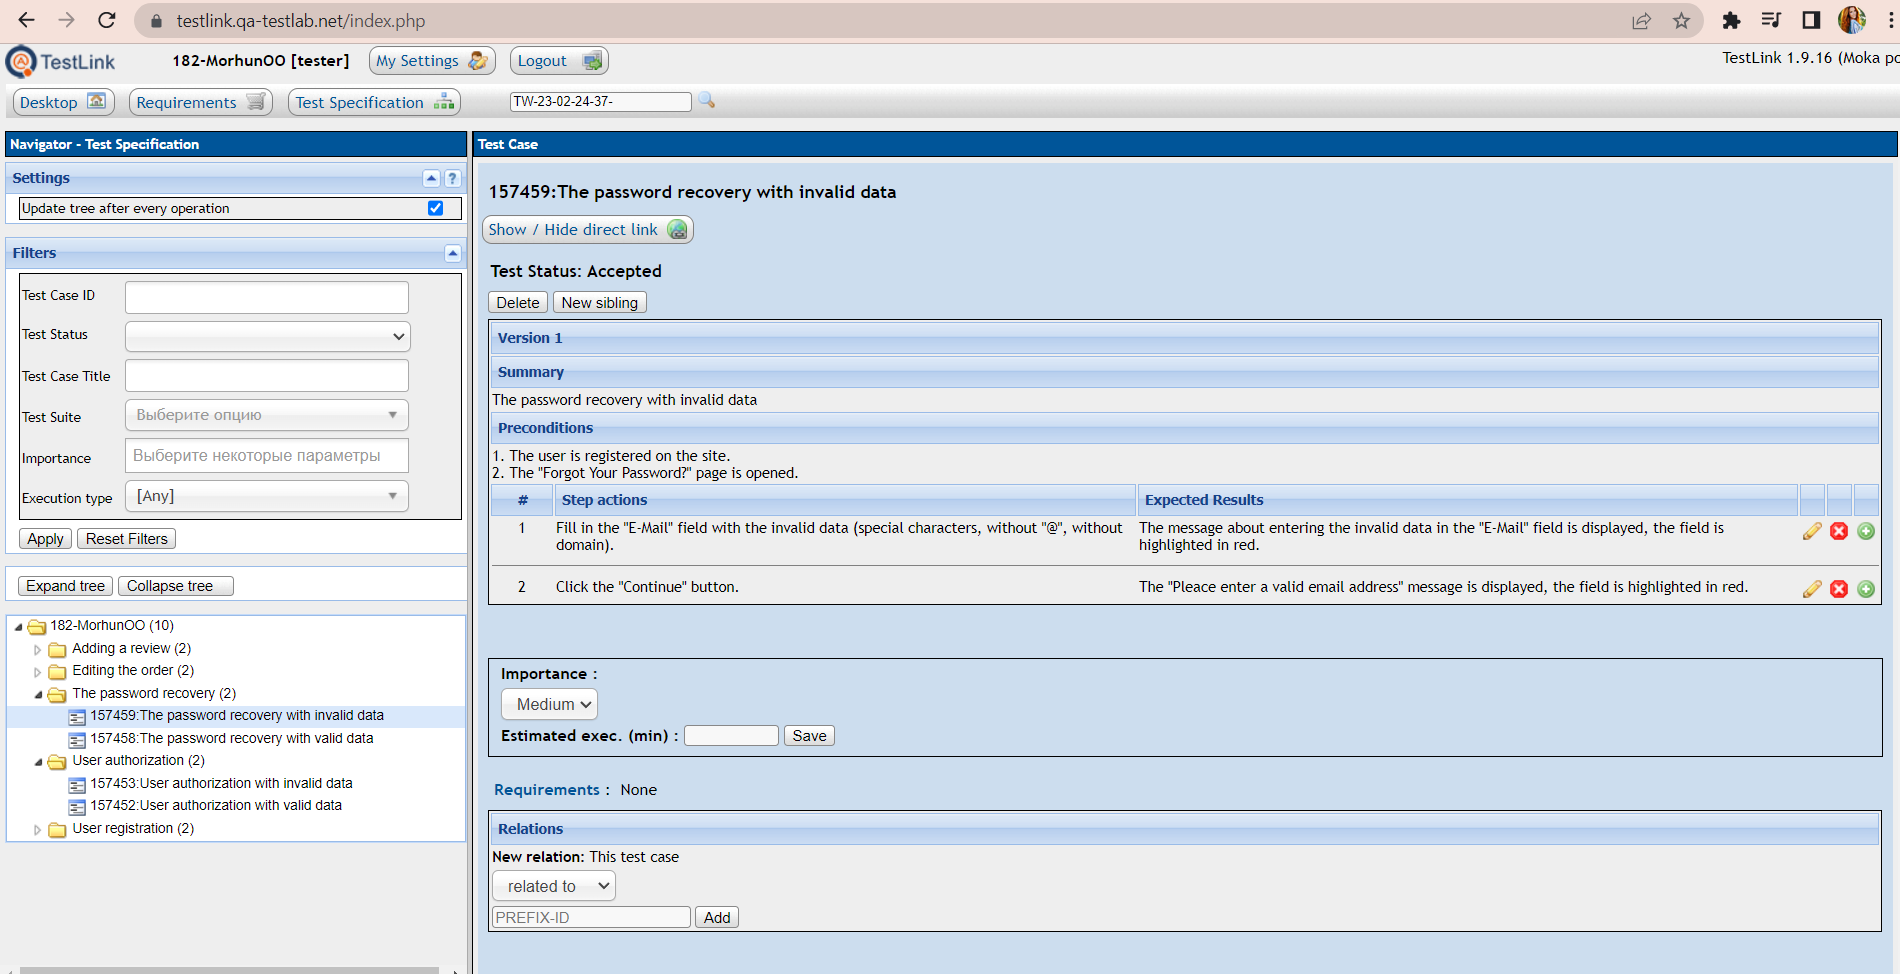 testlink.qa-testlab.net/index.php
TestLink
182-MorhunOO [tester]
My Settings
Logout
TestLink 1.9.16 (Moka po
Desktop
Requirements
Test Specification
TW-23-02-24-37-
Navigator - Test Specification
Settings
?
Update tree after every operation
Filters
Test Case ID
Test Status
Test Case Title
Test Suite
Выберите опцию
Importance
Выберите некоторые параметры
Execution type
[Any]
Apply
Reset Filters
Expand tree
Collapse tree
182-MorhunOO (10)
Adding a review (2)
Editing the order (2)
The password recovery (2)
157459:The password recovery with invalid data
157458:The password recovery with valid data
User authorization (2)
157453:User authorization with invalid data
157452:User authorization with valid data
User registration (2)
Test Case
157459:The password recovery with invalid data
Show / Hide direct link
Test Status: Accepted
Delete
New sibling
Version 1
Summary
The password recovery with invalid data
Preconditions
1. The user is registered on the site.
2. The "Forgot Your Password?" page is opened.
# Step actions Expected Results
1 Fill in the "E-Mail" field with the invalid data (special characters, without "@", without The message about entering the invalid data in the "E-Mail" field is displayed, the field is
domain). highlighted in red.
2 Click the "Continue" button. The "Pleace enter a valid email address" message is displayed, the field is highlighted in red.
Importance :
Medium
Estimated exec. (min) :
Save
Requirements : None
Relations
New relation: This test case
related to
PREFIX-ID
Add